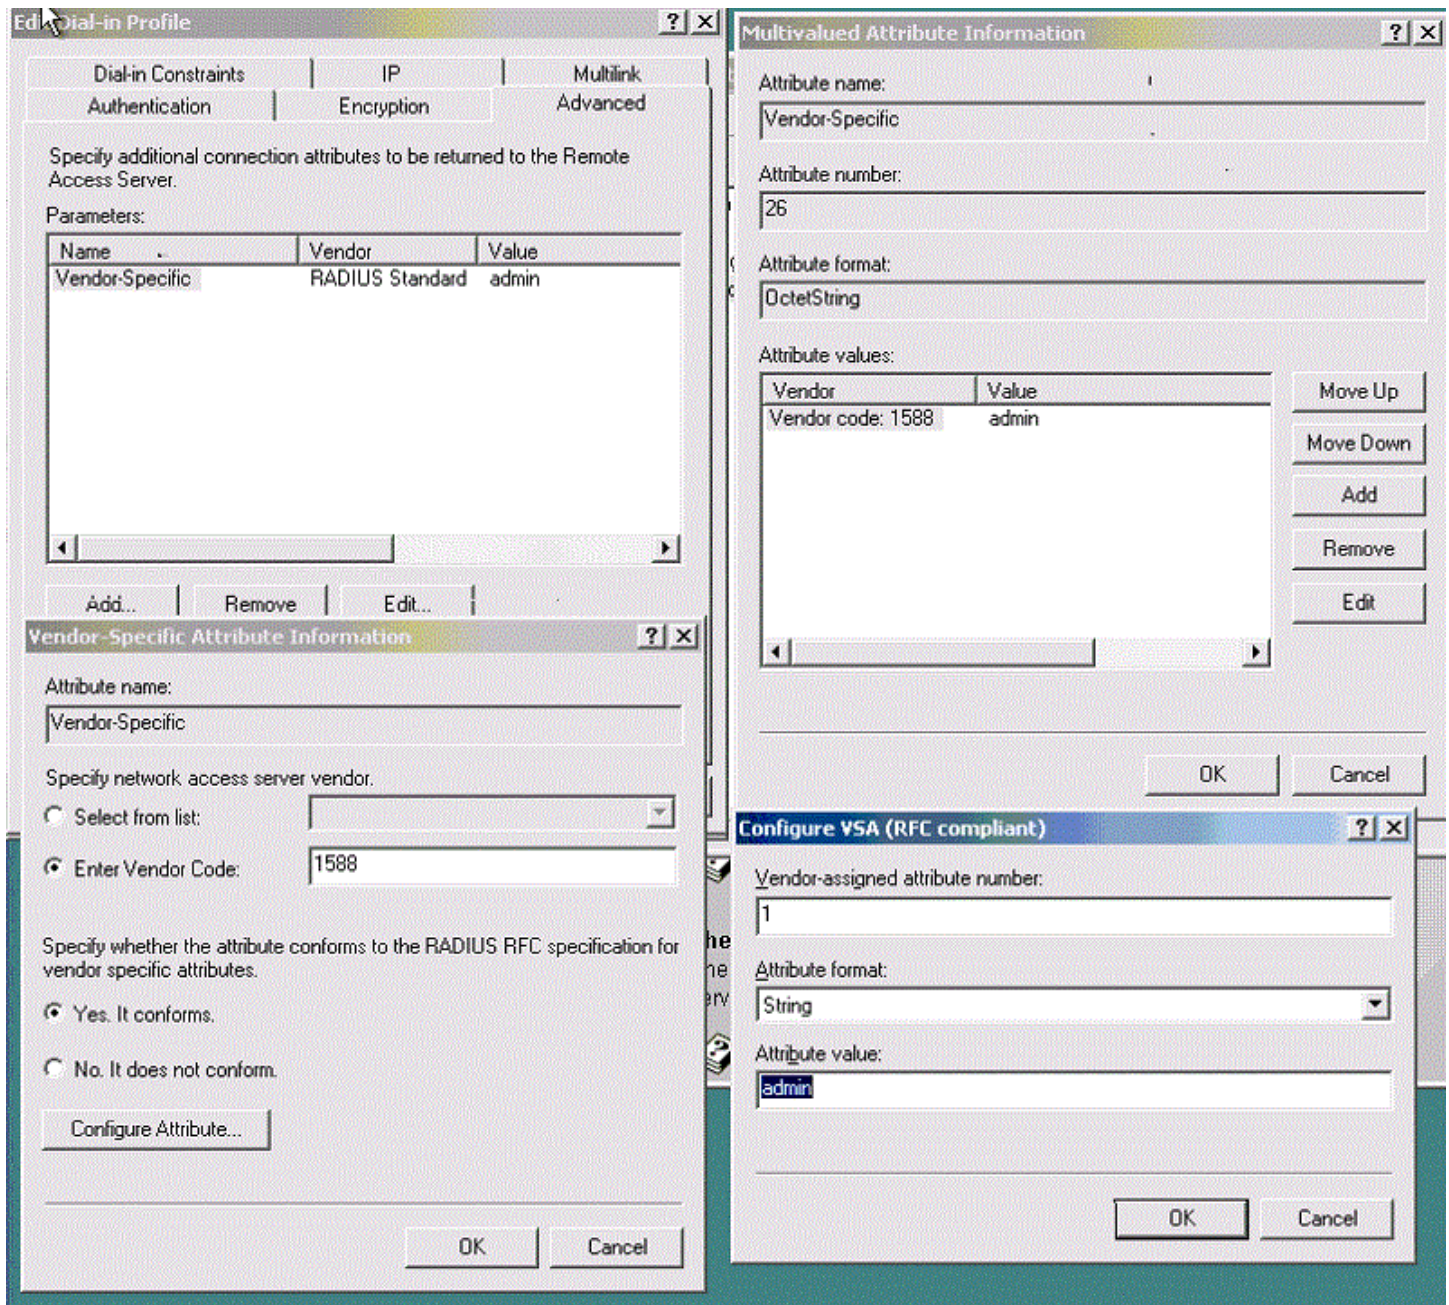 Edit Dial-in Profile
Dial-in Constraints IP Multilink
Authentication Encryption Advanced
Specify additional connection attributes to be returned to the Remote
Access Server.
Parameters:
Name Vendor Value
Vendor-Specific RADIUS Standard admin
Add... Remove Edit...
Vendor-Specific Attribute Information
Attribute name:
Vendor-Specific
Specify network access server vendor.
Select from list:
Enter Vendor Code: 1588
Specify whether the attribute conforms to the RADIUS RFC specification for
vendor specific attributes.
Yes. It conforms.
No. It does not conform.
Configure Attribute...
OK Cancel
Multivalued Attribute Information
Attribute name:
Vendor-Specific
Attribute number:
26
Attribute format:
OctetString
Attribute values:
Vendor Value
Vendor code: 1588 admin
Move Up
Move Down
Add
Remove
Edit
OK Cancel
Configure VSA (RFC compliant)
Vendor-assigned attribute number:
1
Attribute format:
String
Attribute value:
admin
OK Cancel